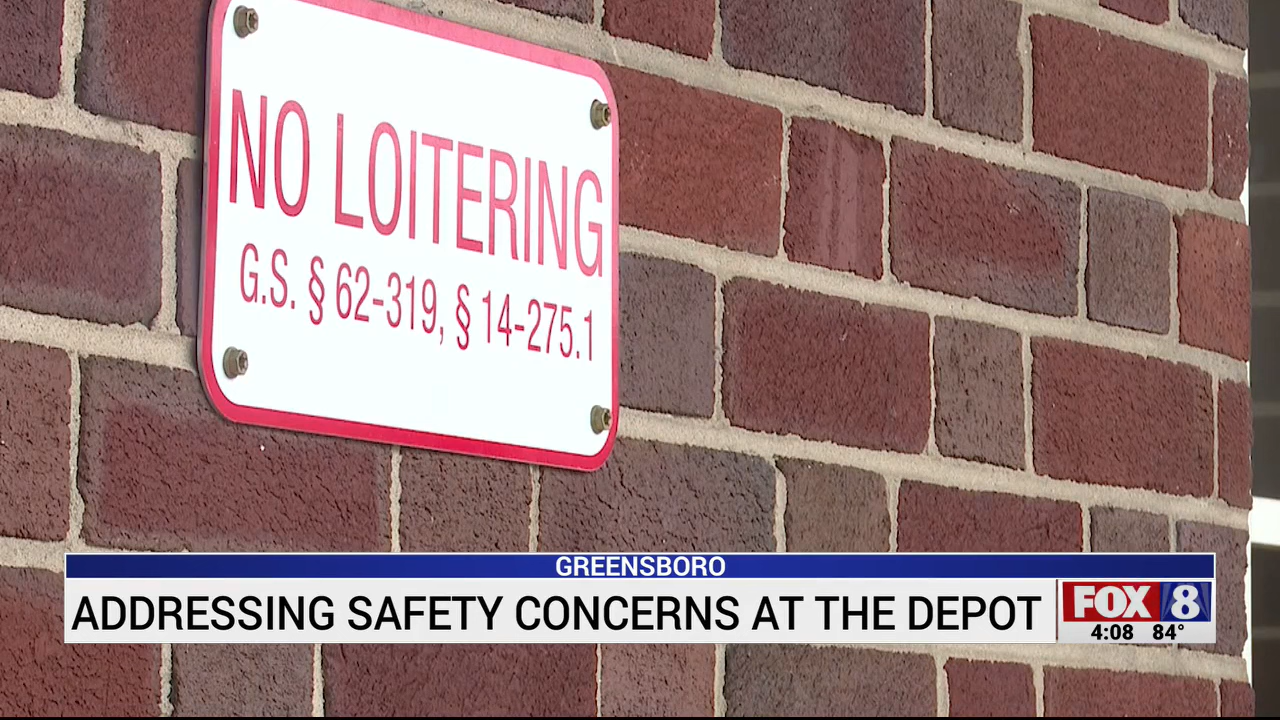 NO LOITERING
G.S. § 62-319, § 14-275.1
GREENSBORO
ADDRESSING SAFETY CONCERNS AT THE DEPOT
FOX 8
4:08 84°